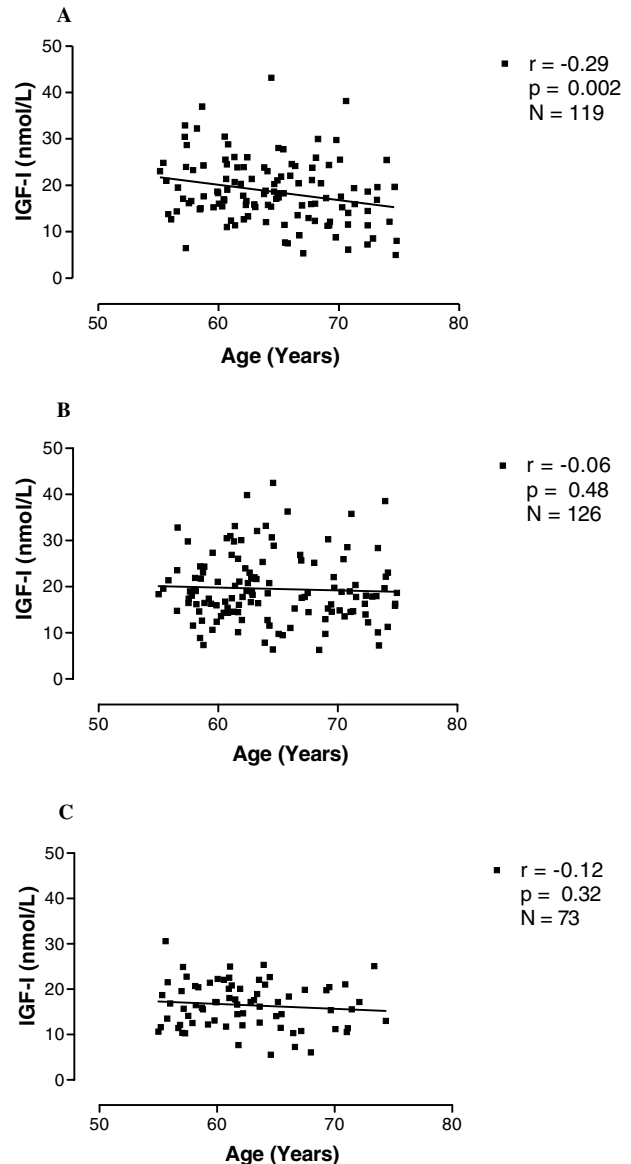 A
50
40
30
20
10
0
IGF-I (nmol/L)
r = -0.29
p = 0.002
N = 119
50 60 70 80
Age (Years)
B
50
40
30
20
10
0
IGF-I (nmol/L)
r = -0.06
p = 0.48
N = 126
50 60 70 80
Age (Years)
C
50
40
30
20
10
0
IGF-I (nmol/L)
r = -0.12
p = 0.32
N = 73
50 60 70 80
Age (Years)